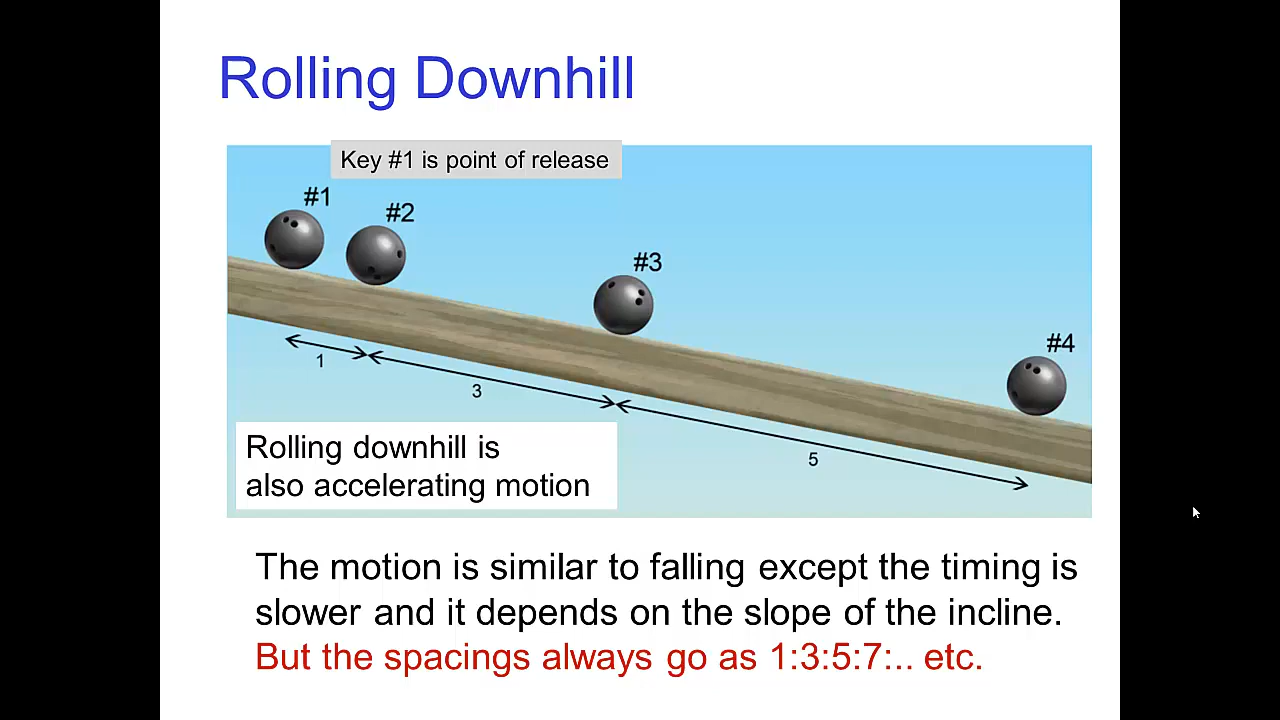 Rolling Downhill
Key #1 is point of release
#1
#2
#3
#4
1
3
5
Rolling downhill is
also accelerating motion
The motion is similar to falling except the timing is
slower and it depends on the slope of the incline.
But the spacings always go as 1:3:5:7:.. etc.